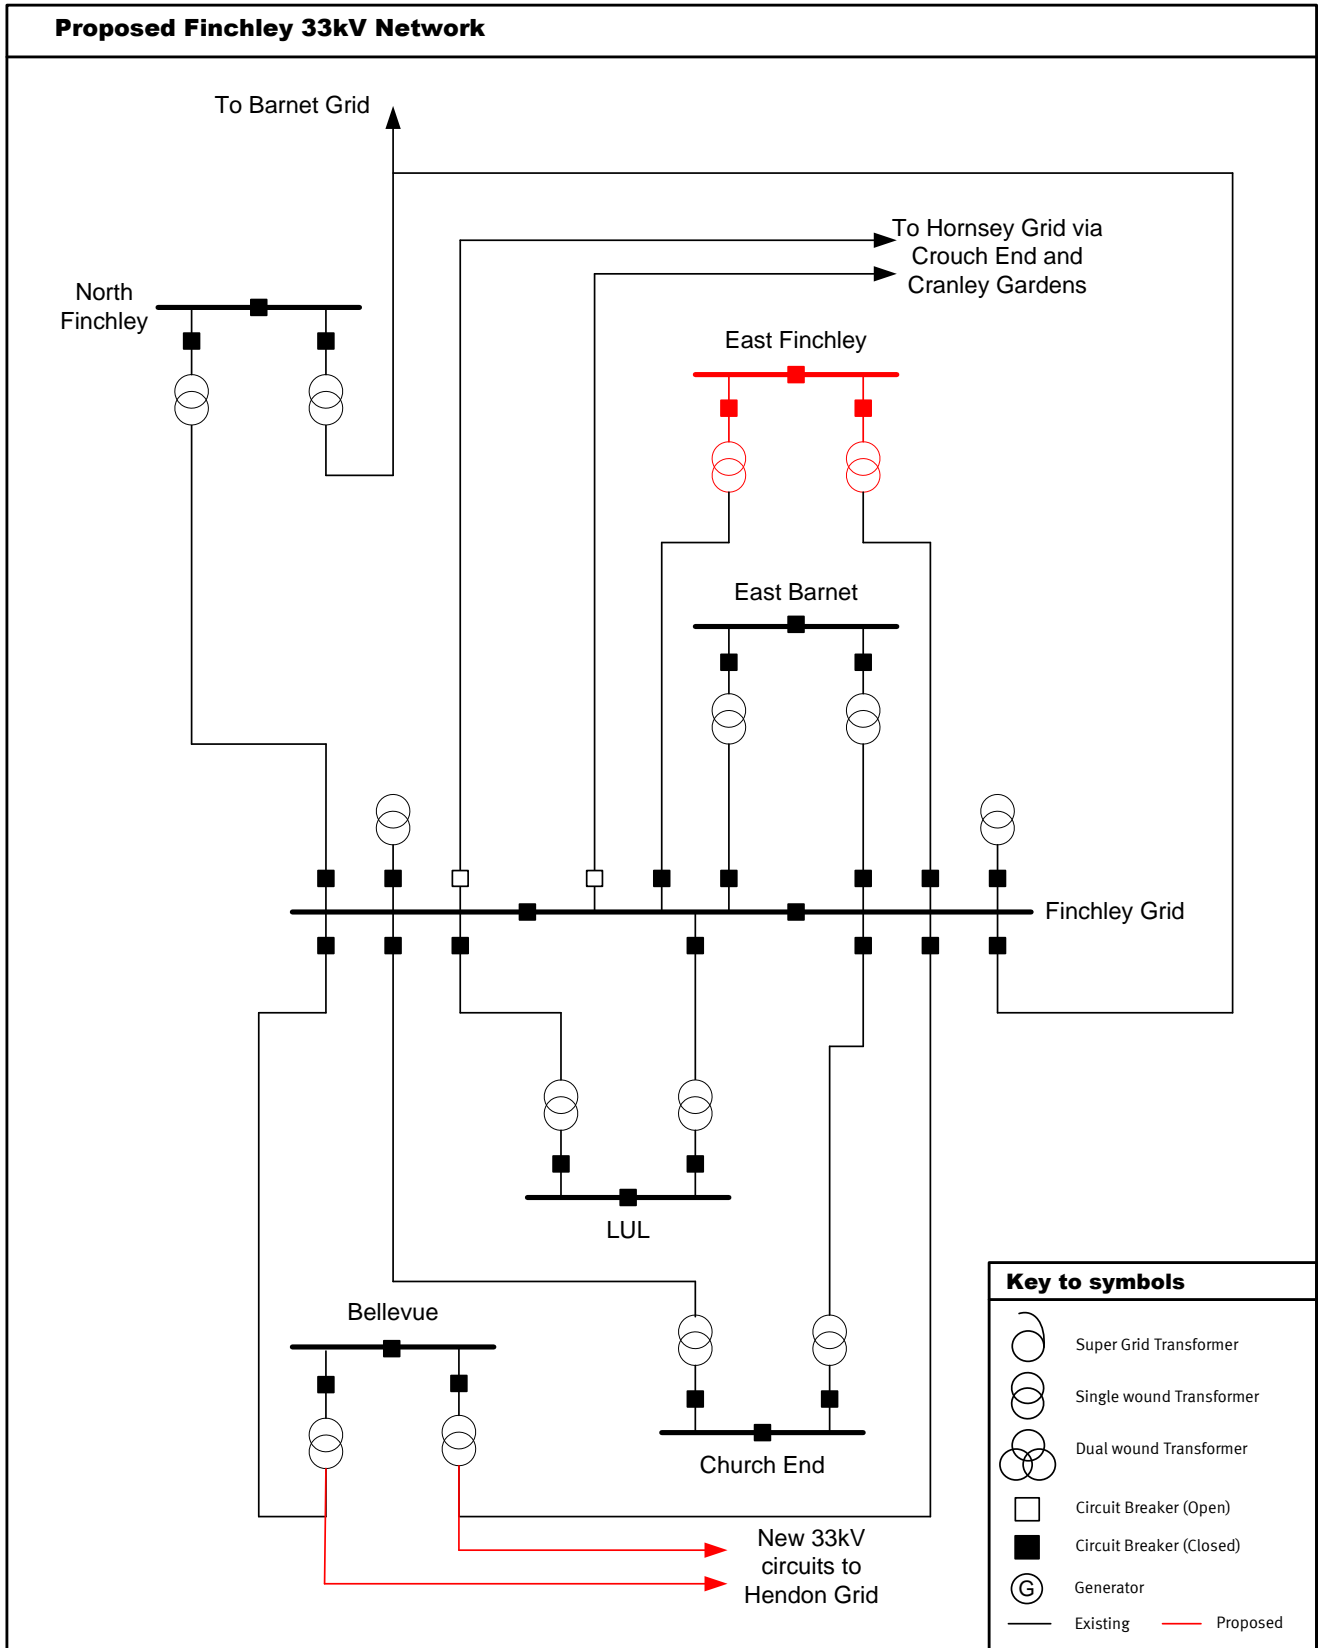 Proposed Finchley 33kV Network
To Barnet Grid
To Hornsey Grid via
Crouch End and
Cranley Gardens
North
Finchley
East Finchley
East Barnet
Finchley Grid
LUL
Bellevue
Church End
New 33kV
circuits to
Hendon Grid
Key to symbols
Super Grid Transformer
Single wound Transformer
Dual wound Transformer
Circuit Breaker (Open)
Circuit Breaker (Closed)
G Generator
Existing Proposed